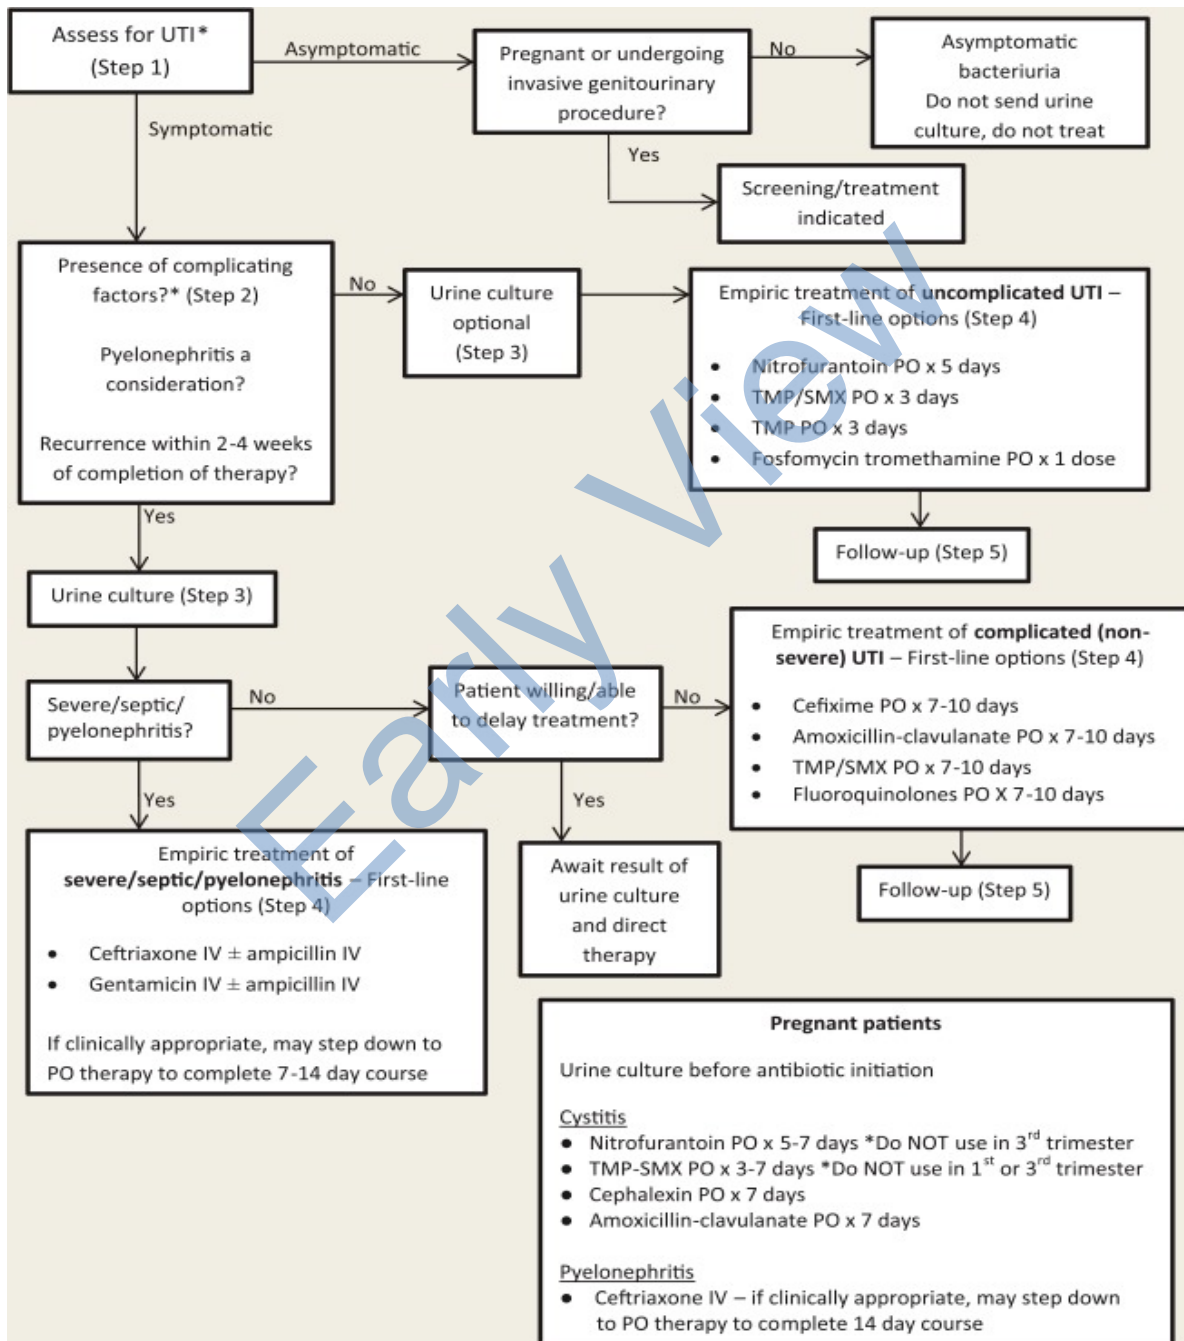 Assess for UTI*
(Step 1)
Asymptomatic
Pregnant or undergoing
invasive genitourinary
procedure?
No
Asymptomatic
bacteriuria
Do not send urine
culture, do not treat
Symptomatic
Yes
Screening/treatment
indicated
Presence of complicating
factors?* (Step 2)
Pyelonephritis a
consideration?
Recurrence within 2-4 weeks
of completion of therapy?
No
Urine culture
optional
(Step 3)
Empiric treatment of uncomplicated UTI –
First-line options (Step 4)
• Nitrofurantoin PO x 5 days
• TMP/SMX PO x 3 days
• TMP PO x 3 days
• Fosfomycin tromethamine PO x 1 dose
Follow-up (Step 5)
Yes
Urine culture (Step 3)
Severe/septic/
pyelonephritis?
No
Patient willing/able
to delay treatment?
No
Empiric treatment of complicated (non-
severe) UTI – First-line options (Step 4)
• Cefixime PO x 7-10 days
• Amoxicillin-clavulanate PO x 7-10 days
• TMP/SMX PO x 7-10 days
• Fluoroquinolones PO X 7-10 days
Follow-up (Step 5)
Yes
Await result of
urine culture
and direct
therapy
Yes
Empiric treatment of
severe/septic/pyelonephritis – First-line
options (Step 4)
• Ceftriaxone IV ± ampicillin IV
• Gentamicin IV ± ampicillin IV
If clinically appropriate, may step down to
PO therapy to complete 7-14 day course
Pregnant patients
Urine culture before antibiotic initiation
Cystitis
• Nitrofurantoin PO x 5-7 days *Do NOT use in 3rd trimester
• TMP-SMX PO x 3-7 days *Do NOT use in 1st or 3rd trimester
• Cephalexin PO x 7 days
• Amoxicillin-clavulanate PO x 7 days
Pyelonephritis
• Ceftriaxone IV – if clinically appropriate, may step down
to PO therapy to complete 14 day course
Early View